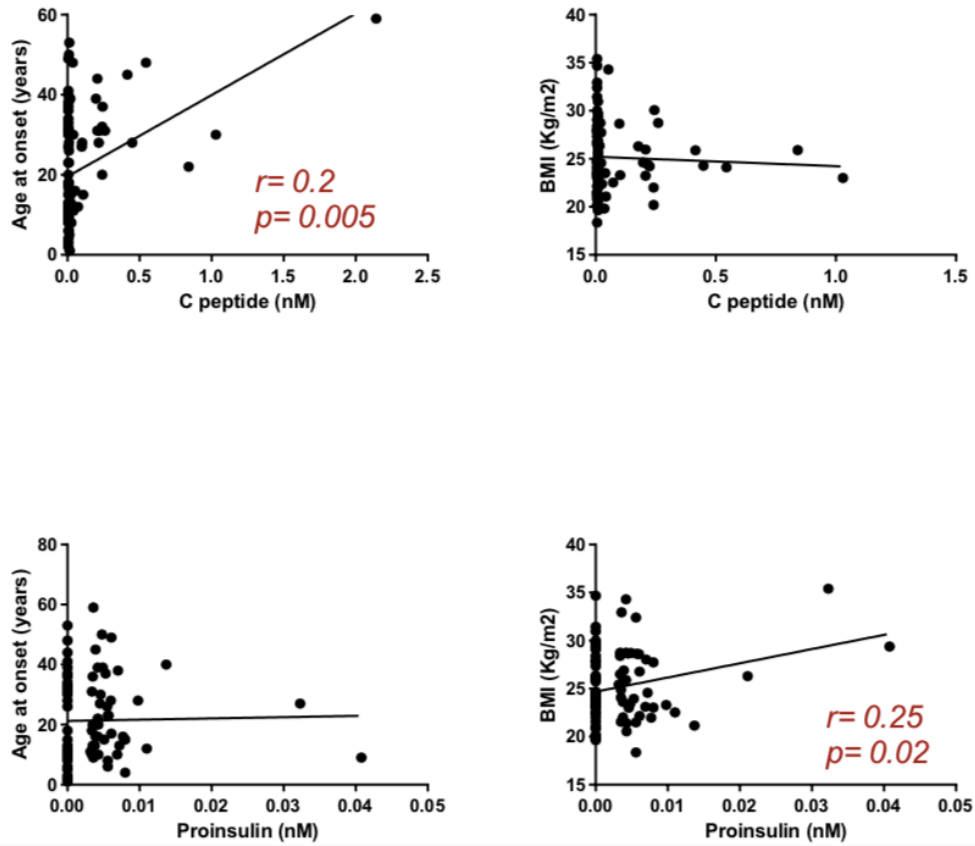 60
40
20
0
Age at onset (years)
0.0 0.5 1.0 1.5 2.0 2.5
C peptide (nM)
r= 0.2
p= 0.005
40
35
30
25
20
15
BMI (Kg/m2)
0.0 0.5 1.0 1.5
C peptide (nM)
80
60
40
20
0
Age at onset (years)
0.00 0.01 0.02 0.03 0.04 0.05
Proinsulin (nM)
40
35
30
25
20
15
BMI (Kg/m2)
0.00 0.01 0.02 0.03 0.04 0.05
Proinsulin (nM)
r= 0.25
p= 0.02